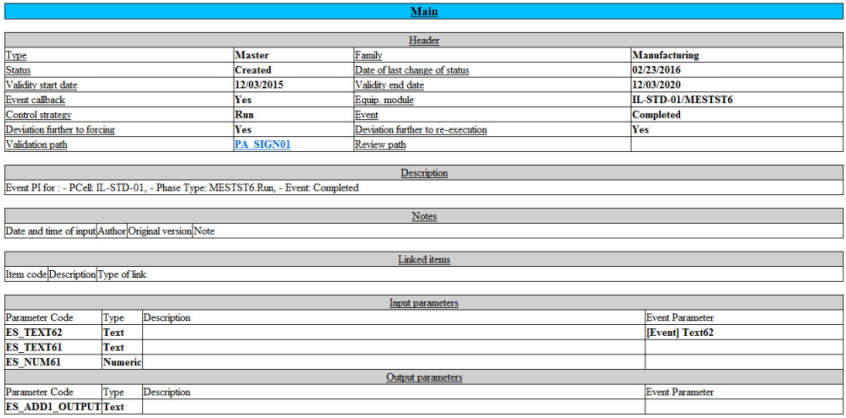 Main
Header
Type Master Family Manufacturing
Status Created Date of last change of status 02/23/2016
Validity start date 12/03/2015 Validity end date 12/03/2020
Event callback Yes Equip. module IL-STD-01/MESTST6
Control strategy Run Event Completed
Deviation further to forcing Yes Deviation further to re-execution Yes
Validation path PA_SIGN01 Review path
Description
Event PI for : - PCell: IL-STD-01, - Phase Type: MESTST6.Run, - Event: Completed
Notes
Date and time of input Author Original version Note
Linked items
Item code Description Type of link
Input parameters
Parameter Code Type Description Event Parameter
ES_TEXT62 Text [Event] Text62
ES_TEXT61 Text
ES_NUM61 Numeric
Output parameters
Parameter Code Type Description Event Parameter
ES_ADD1_OUTPUT Text